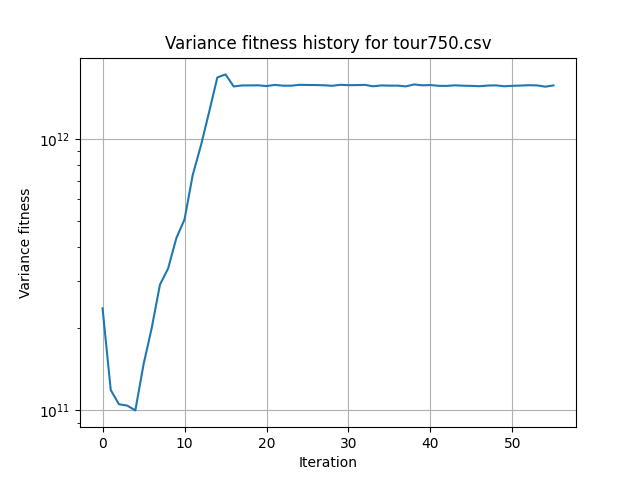 Variance fitness history for tour750.csv
Variance fitness
10¹²
10¹¹
0 10 20 30 40 50
Iteration